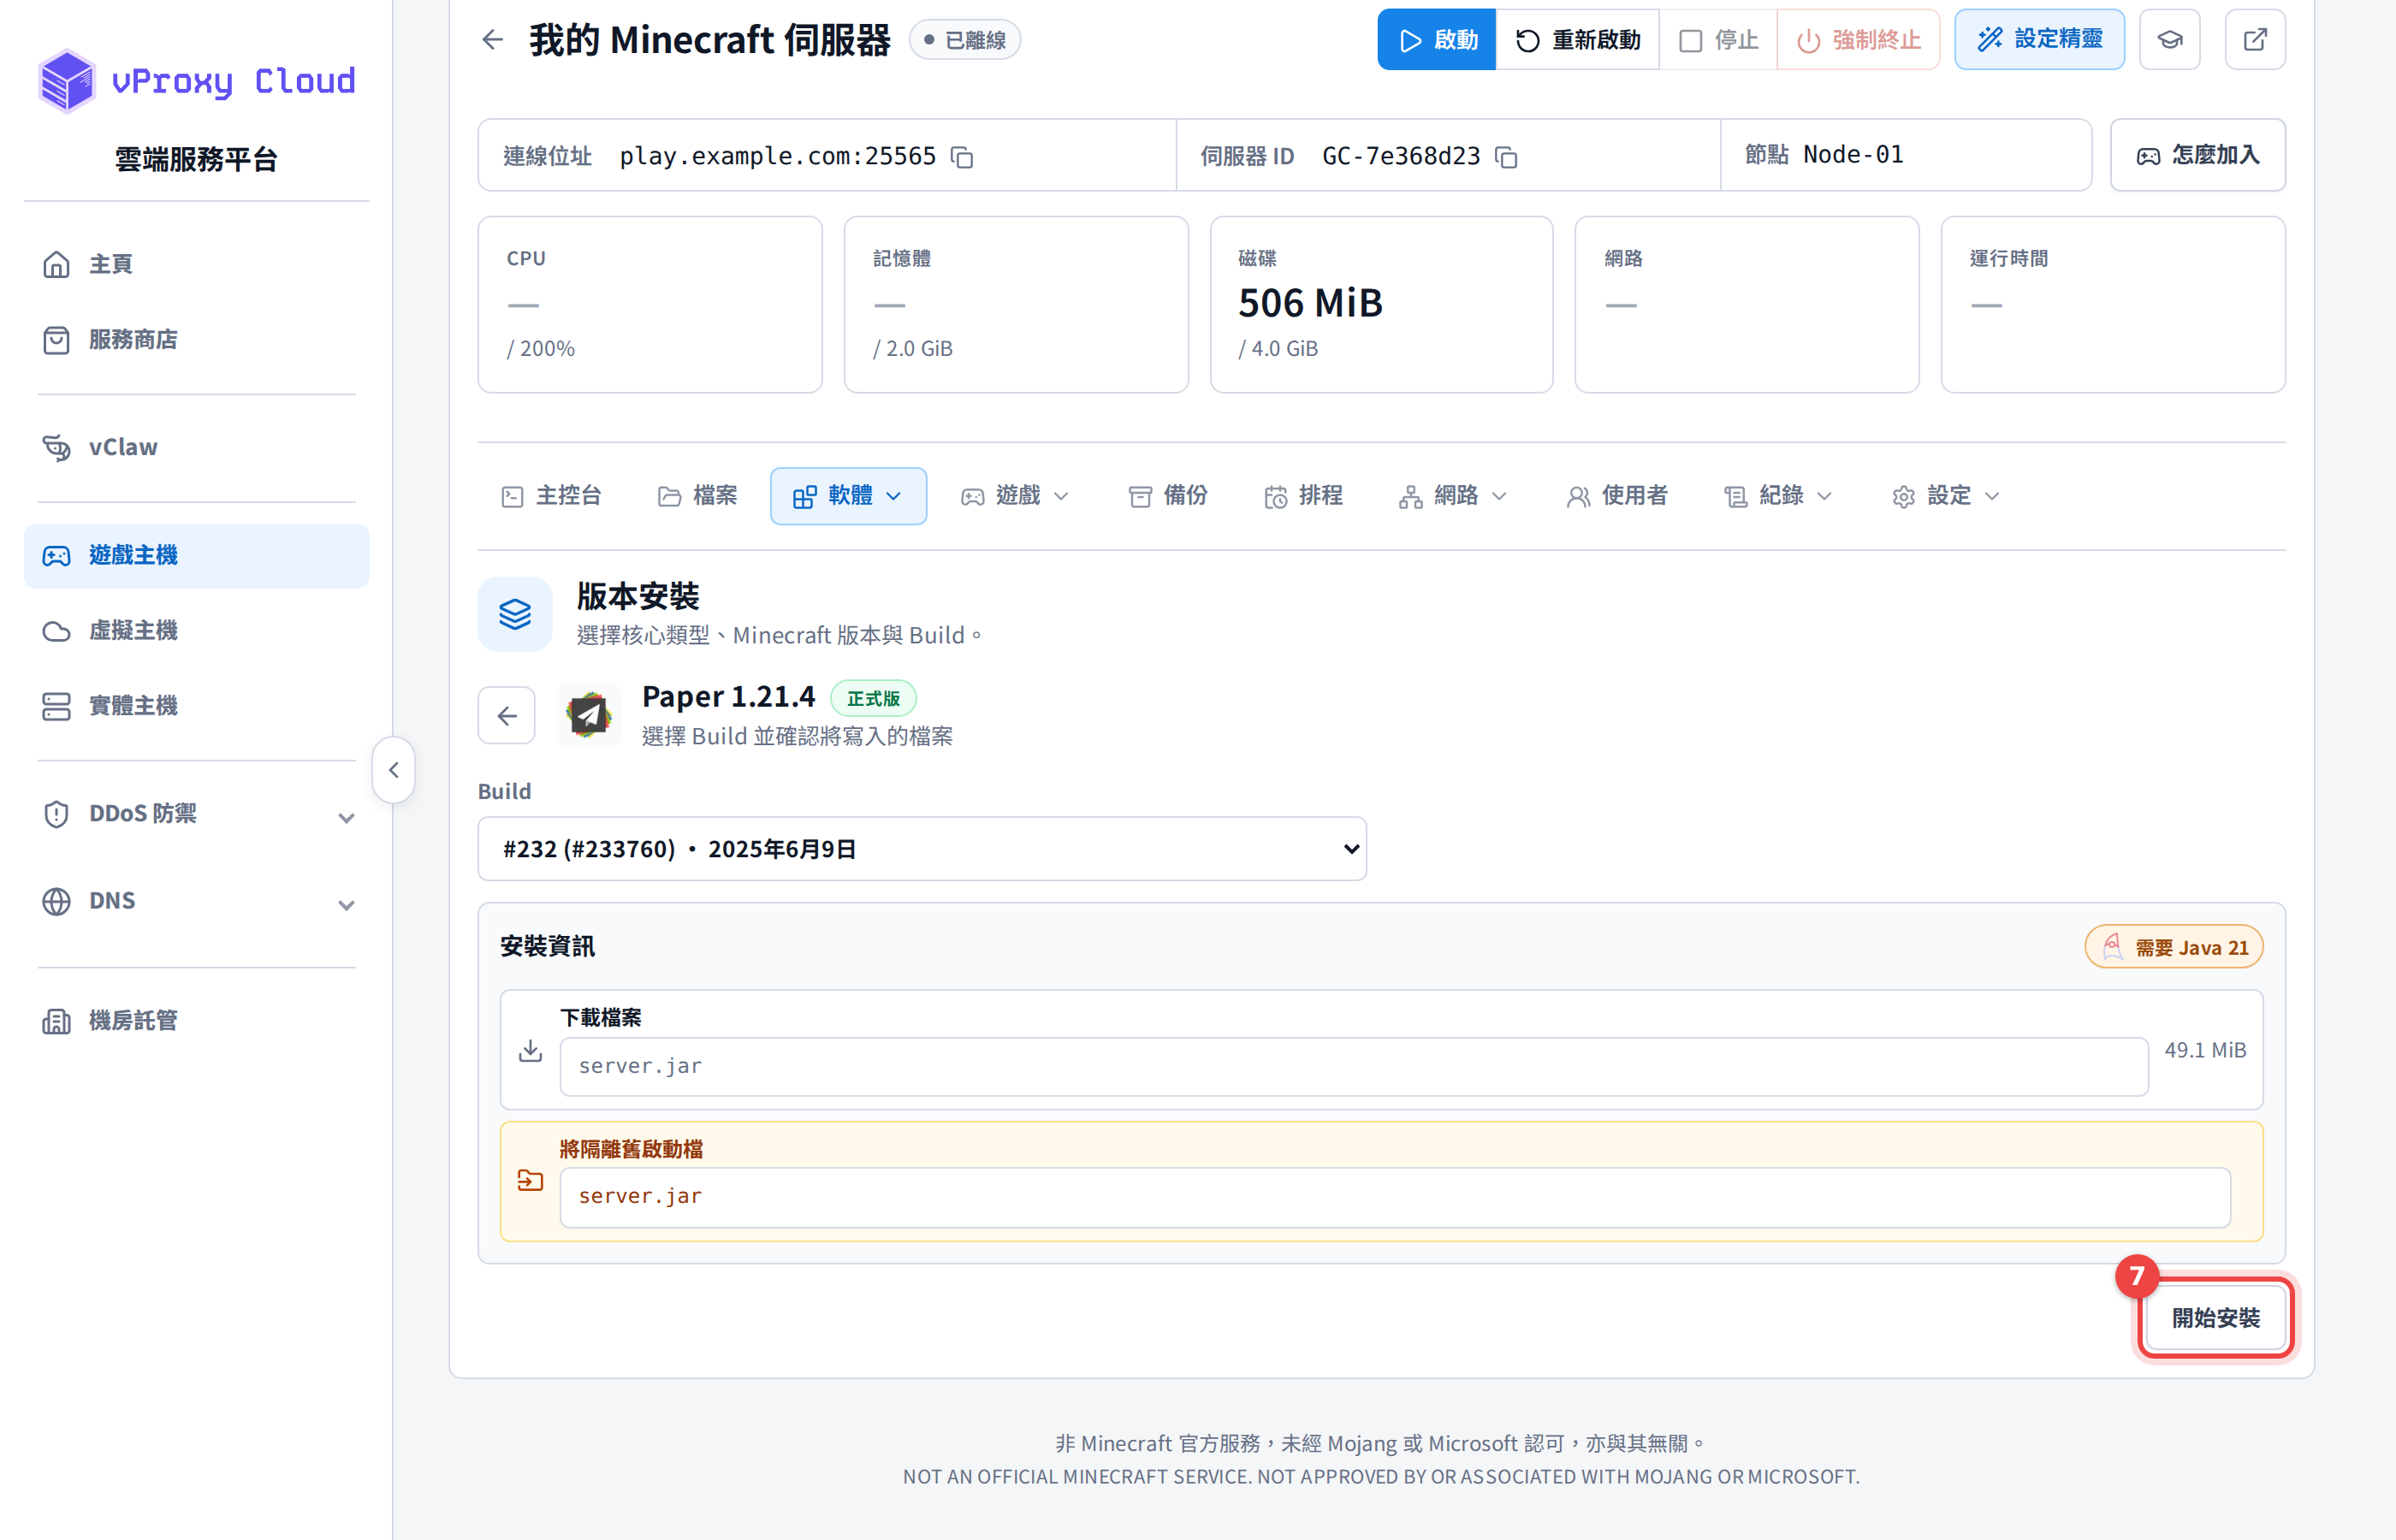 vProxy Cloud
雲端服務平台
主頁
服務商店
vClaw
遊戲主機
虛擬主機
實體主機
DDoS 防禦
DNS
機房託管
我的 Minecraft 伺服器
已離線
啟動
重新啟動
停止
強制終止
設定精靈
連線位址 play.example.com:25565
伺服器 ID GC-7e368d23
節點 Node-01
怎麼加入
CPU
—
/ 200%
記憶體
—
/ 2.0 GiB
磁碟
506 MiB
/ 4.0 GiB
網路
—
運行時間
—
主控台
檔案
軟體
遊戲
備份
排程
網路
使用者
紀錄
設定
版本安裝
選擇核心類型、Minecraft 版本與 Build。
Paper 1.21.4 正式版
選擇 Build 並確認將寫入的檔案
Build
#232 (#233760) • 2025年6月9日
安裝資訊
需要 Java 21
下載檔案
server.jar
49.1 MiB
將隔離舊啟動檔
server.jar
7
開始安裝
非 Minecraft 官方服務，未經 Mojang 或 Microsoft 認可，亦與其無關。
NOT AN OFFICIAL MINECRAFT SERVICE. NOT APPROVED BY OR ASSOCIATED WITH MOJANG OR MICROSOFT.